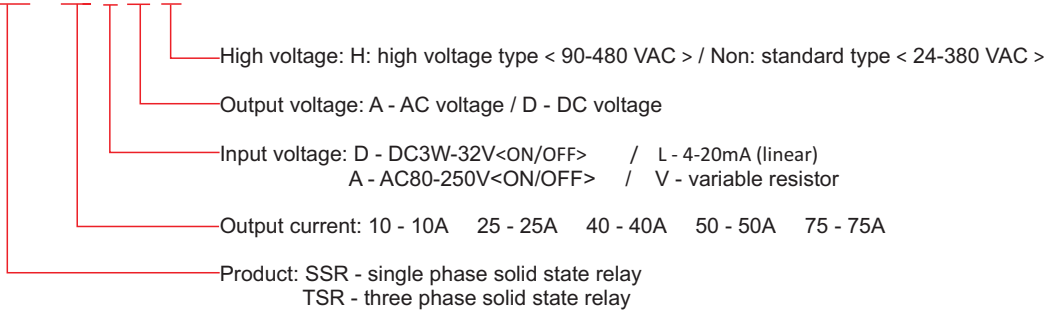 High voltage: H: high voltage type < 90-480 VAC > / Non: standard type < 24-380 VAC >
Output voltage: A - AC voltage / D - DC voltage
Input voltage: D - DC3W-32V<ON/OFF> / L - 4-20mA (linear)
A - AC80-250V<ON/OFF> / V - variable resistor
Output current: 10 - 10A 25 - 25A 40 - 40A 50 - 50A 75 - 75A
Product: SSR - single phase solid state relay
TSR - three phase solid state relay